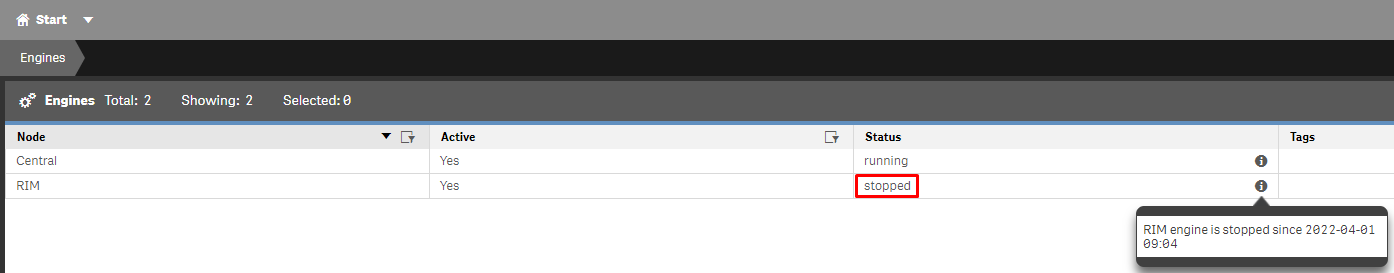 Start
Engines
Engines Total: 2 Showing: 2 Selected: 0
Node Active Status Tags
Central Yes running
RIM Yes stopped
RIM engine is stopped since 2022-04-01
09:04